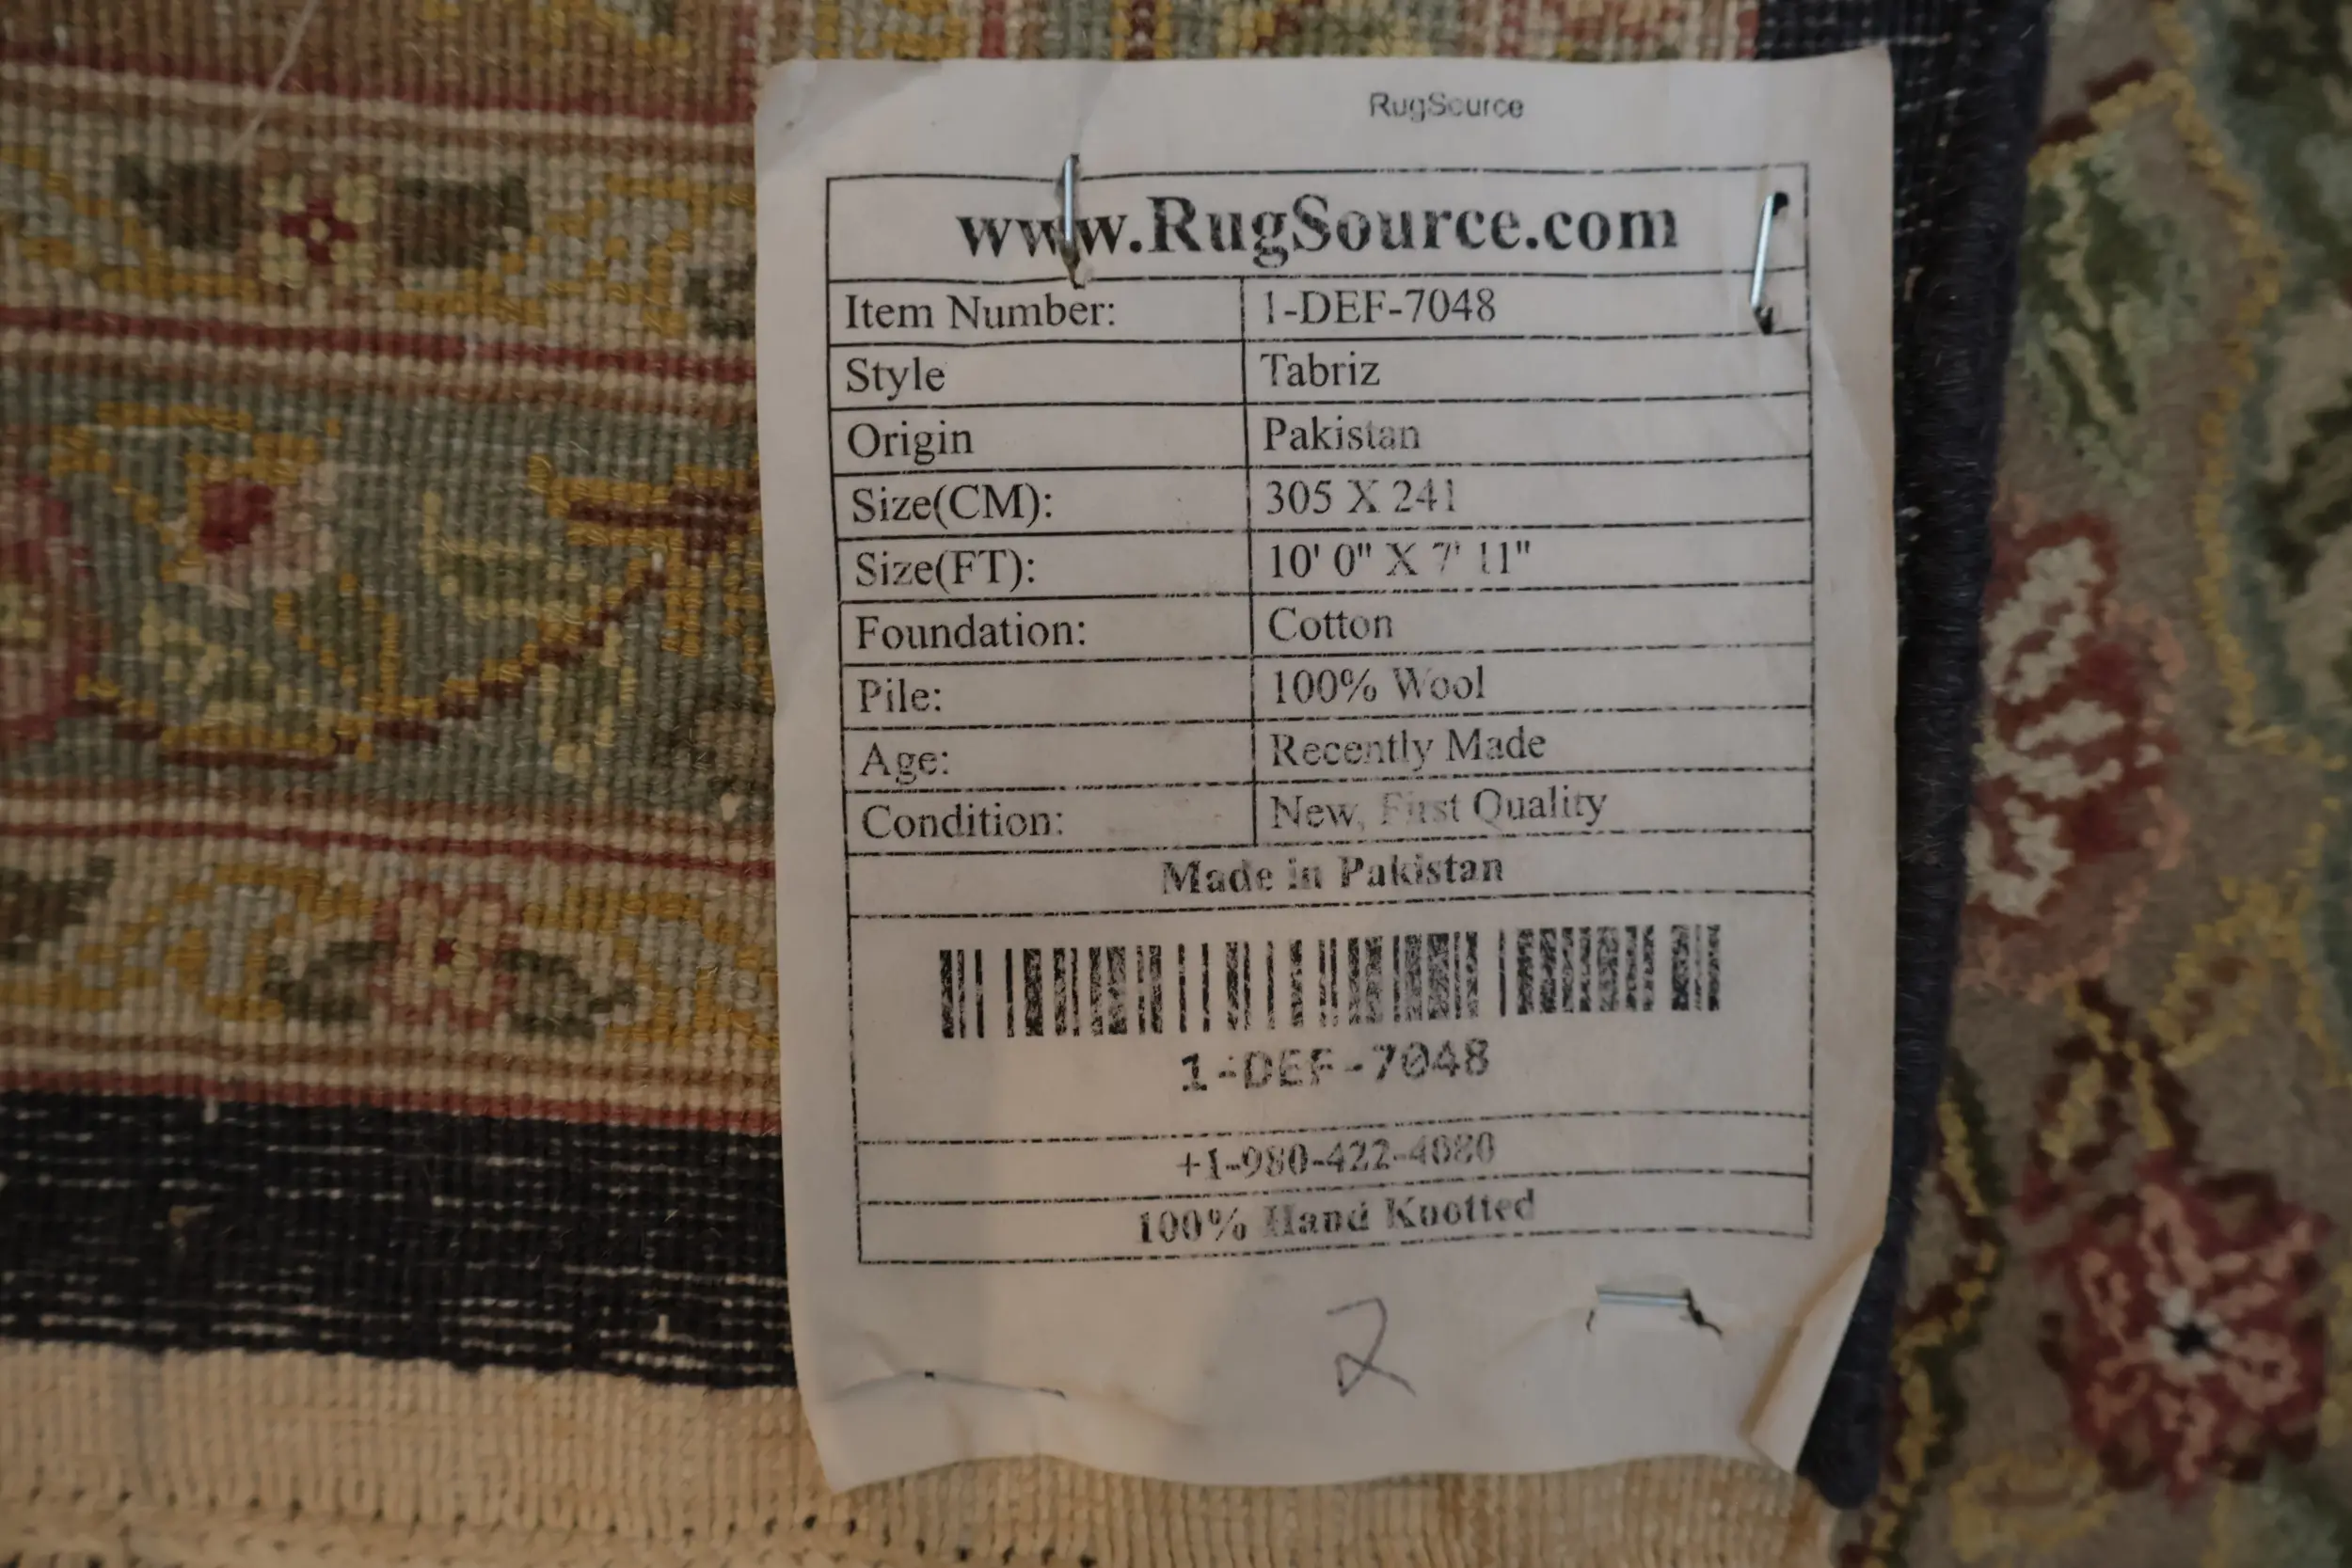 RugSource
www.RugSource.com
Item Number: 1-DEF-7048
Style Tabriz
Origin Pakistan
Size(CM): 305 X 241
Size(FT): 10' 0" X 7' 11"
Foundation: Cotton
Pile: 100% Wool
Age: Recently Made
Condition: New, First Quality
Made in Pakistan
1-DEF-7048
+1-980-422-4080
100% Hand Knotted
2